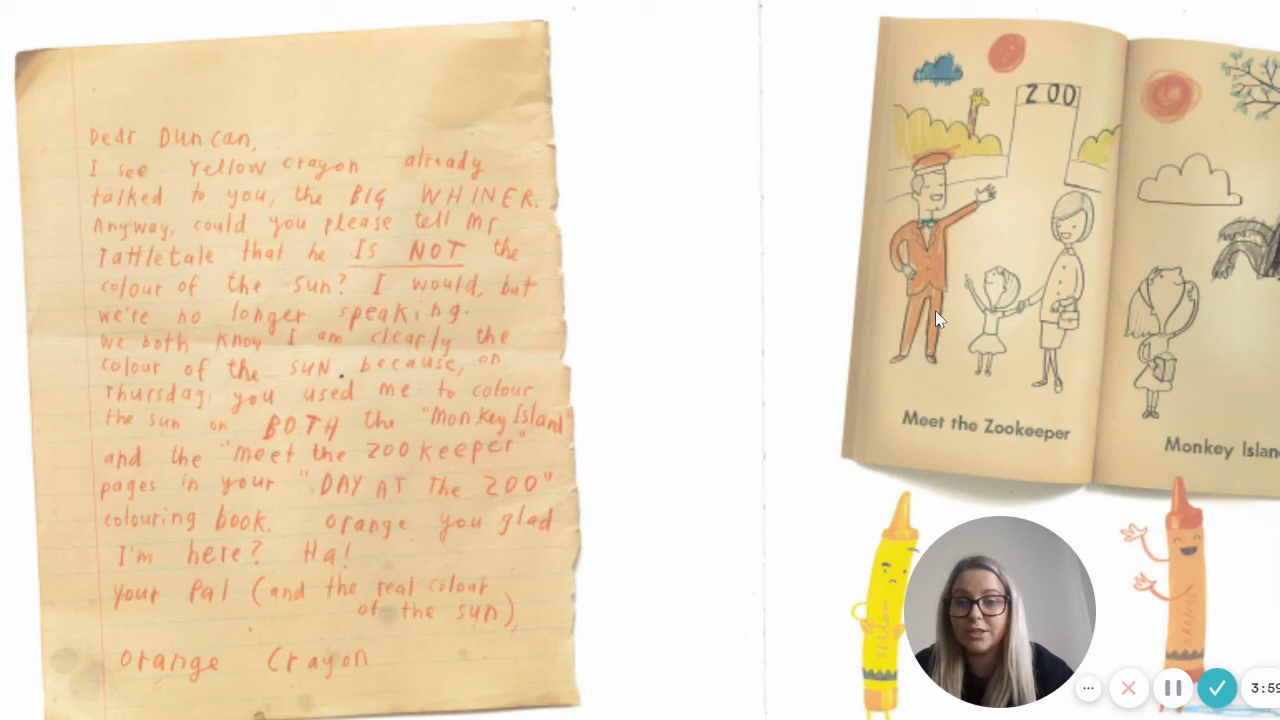 Dear Duncan,
I see Yellow crayon already
talked to you, the BIG WHINER.
Anyway, could you please tell Mr
Tattletale that he IS NOT the
colour of the sun? I would, but
we're no longer speaking.
We both know I am clearly the
colour of the sun because, on
Thursday, you used me to colour
the sun on BOTH the "Monkey Island"
and the "Meet the Zoo keeper"
pages in your "DAY AT The ZOO"
colouring book. Orange you glad
I'm here? Ha!
Your Pal (and the real colour
of the sun),
Orange Crayon
ZOO
Meet the Zookeeper
Monkey Islan
YELLOW
ORANGE
3:59